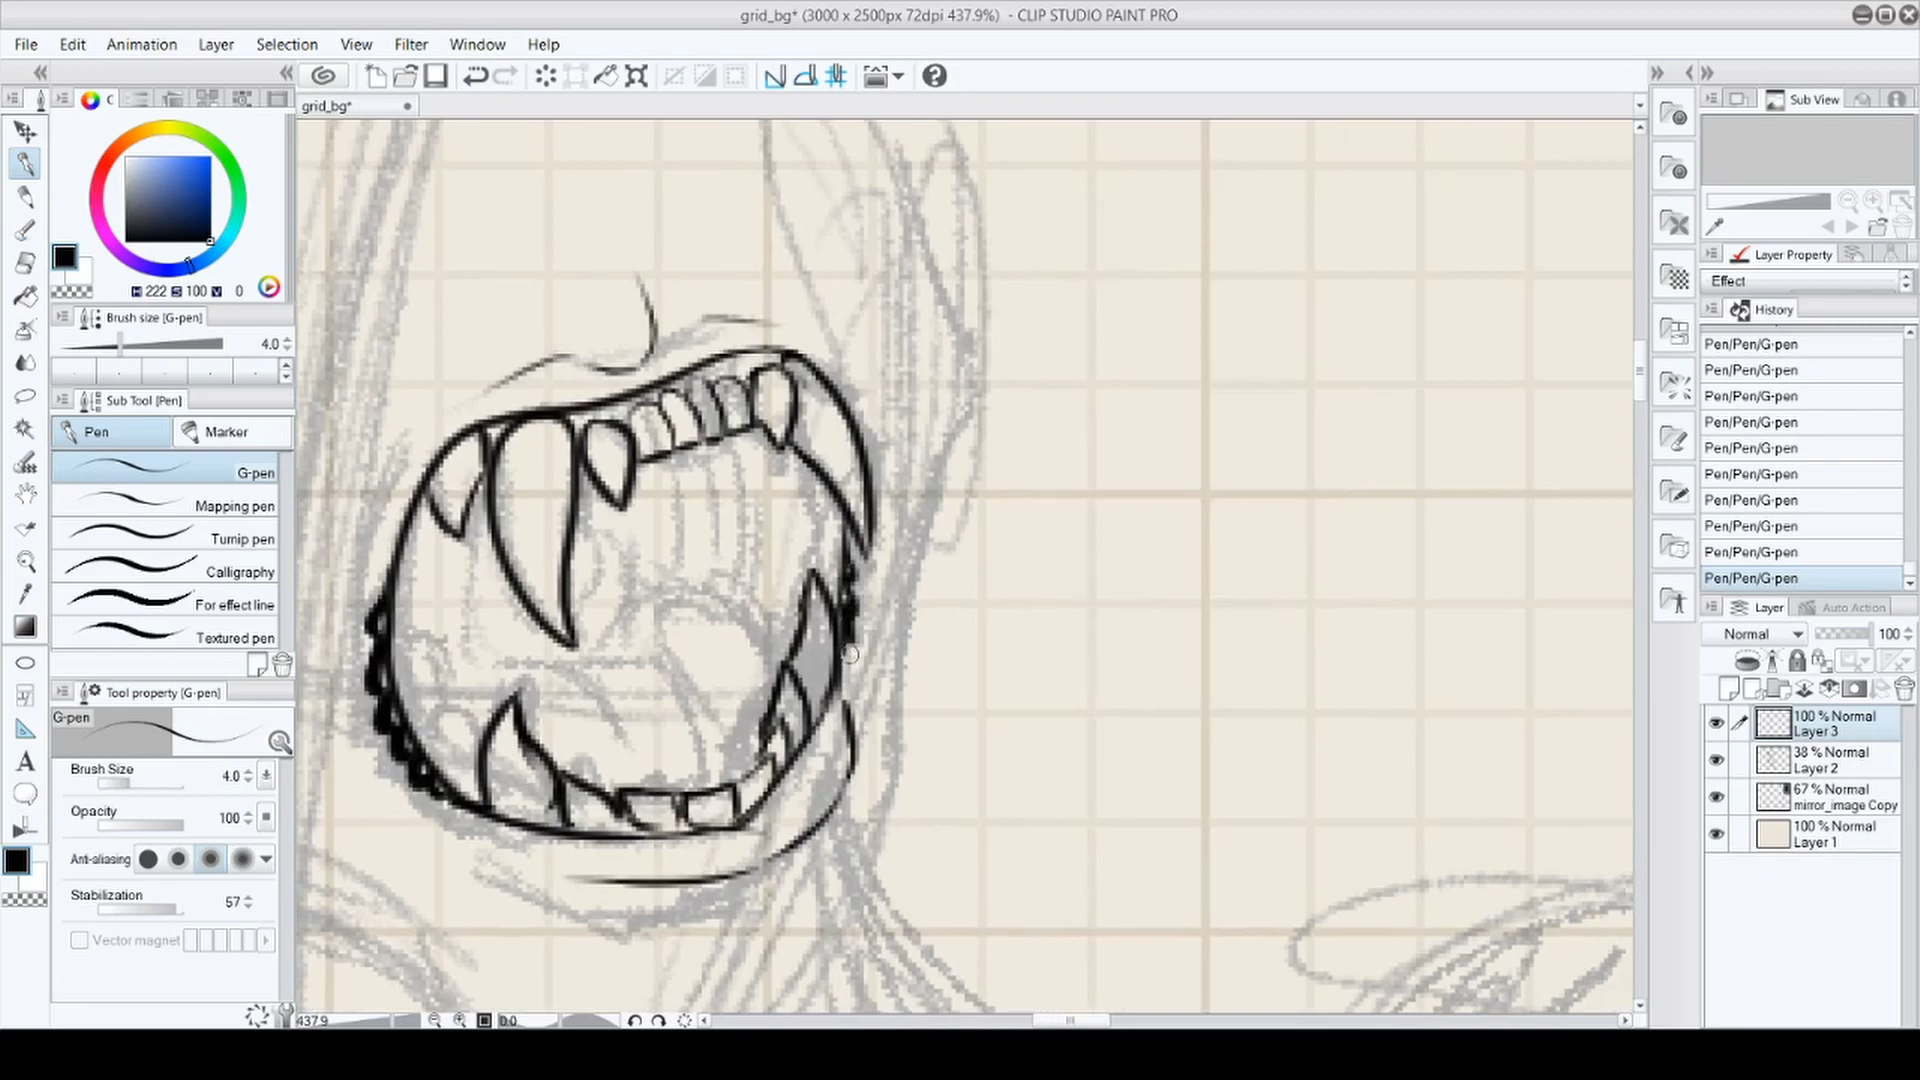 grid_bg* (3000 x 2500px 72dpi 437.9%) - CLIP STUDIO PAINT PRO
File Edit Animation Layer Selection View Filter Window Help
grid_bg*
C
Sub View
H 222 S 100 V 0
Brush size [G-pen]
4.0
Sub Tool [Pen]
Pen Marker
G-pen
Mapping pen
Turnip pen
Calligraphy
For effect line
Textured pen
Tool property [G-pen]
G-pen
Brush Size 4.0
Opacity 100
Anti-aliasing
Stabilization 57
Vector magnet
A
437.9
0.0
Layer Property
Effect
History
Pen/Pen/G-pen
Pen/Pen/G-pen
Pen/Pen/G-pen
Pen/Pen/G-pen
Pen/Pen/G-pen
Pen/Pen/G-pen
Pen/Pen/G-pen
Pen/Pen/G-pen
Pen/Pen/G-pen
Pen/Pen/G-pen
Layer Auto Action
Normal 100
100 % Normal
Layer 3
38 % Normal
Layer 2
67 % Normal
mirror_image Copy
100 % Normal
Layer 1